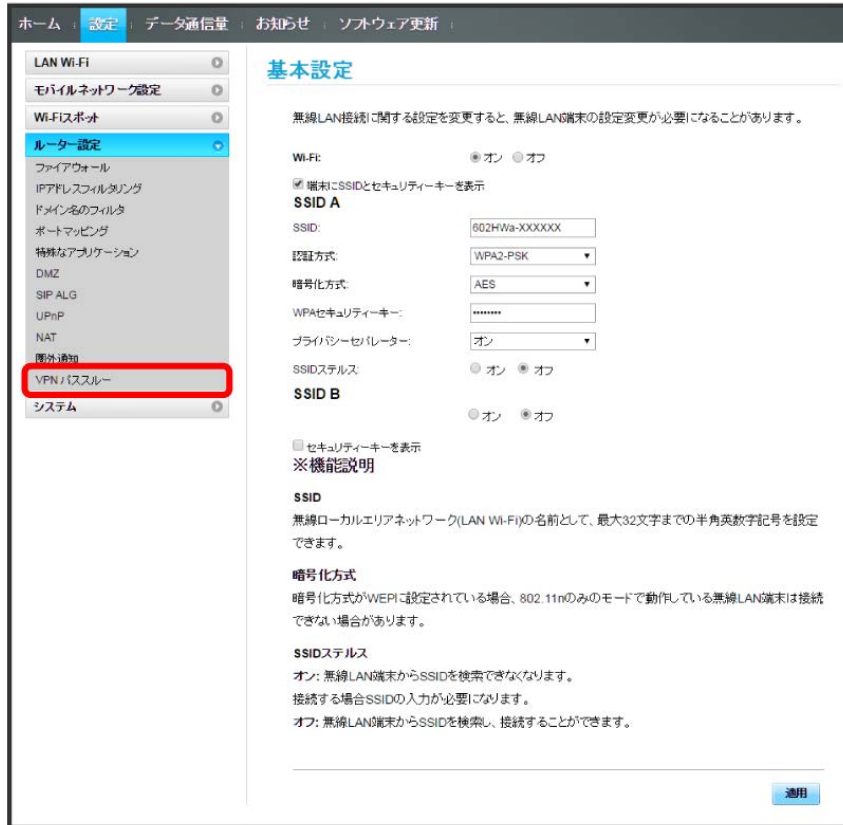 ホーム 設定 データ通信量 お知らせ ソフトウェア更新
LAN Wi-Fi
モバイルネットワーク設定
Wi-Fiスポット
ルーター設定
ファイアウォール
IPアドレスフィルタリング
ドメイン名のフィルタ
ポートマッピング
特殊なアプリケーション
DMZ
SIP ALG
UPnP
NAT
圏外通知
VPN パススルー
システム
基本設定
無線LAN接続に関する設定を変更すると、無線LAN端末の設定変更が必要になることがあります。
Wi-Fi: オン オフ
端末にSSIDとセキュリティーキーを表示
SSID A
SSID: 602HWa-XXXXXX
認証方式: WPA2-PSK
暗号化方式: AES
WPAセキュリティーキー: ••••••••
プライバシーセパレーター: オン
SSIDステルス: オン オフ
SSID B
オン オフ
セキュリティーキーを表示
※機能説明
SSID
無線ローカルエリアネットワーク(LAN Wi-Fi)の名前として、最大32文字までの半角英数字記号を設定
できます。
暗号化方式
暗号化方式がWEPに設定されている場合、802.11nのみのモードで動作している無線LAN端末は接続
できない場合があります。
SSIDステルス
オン: 無線LAN端末からSSIDを検索できなくなります。
接続する場合SSIDの入力が必要になります。
オフ: 無線LAN端末からSSIDを検索し、接続することができます。
適用